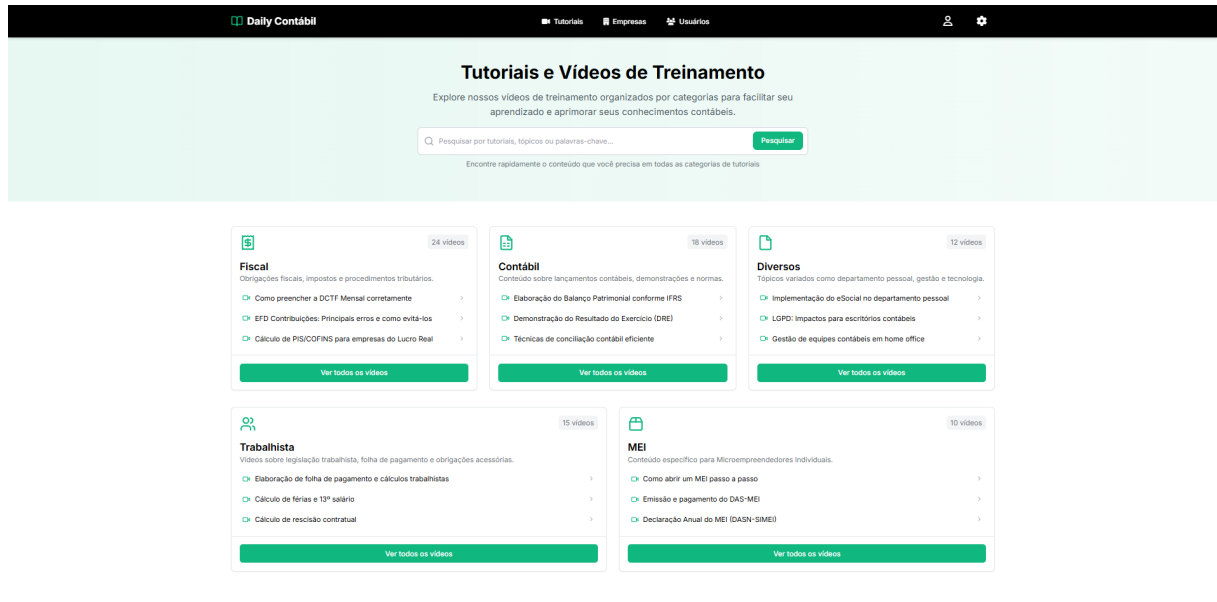 Daily Contábil
Tutoriais
Empresas
Usuários
Tutoriais e Vídeos de Treinamento
Explore nossos vídeos de treinamento organizados por categorias para facilitar seu
aprendizado e aprimorar seus conhecimentos contábeis.
Pesquisar por tutoriais, tópicos ou palavras-chave...
Pesquisar
Encontre rapidamente o conteúdo que você precisa em todas as categorias de tutoriais
24 vídeos
Fiscal
Obrigações fiscais, impostos e procedimentos tributários.
Como preencher a DCTF Mensal corretamente
EFD Contribuições: Principais erros e como evitá-los
Cálculo de PIS/COFINS para empresas do Lucro Real
Ver todos os vídeos
18 vídeos
Contábil
Conteúdo sobre lançamentos contábeis, demonstrações e normas.
Elaboração do Balanço Patrimonial conforme IFRS
Demonstração do Resultado do Exercício (DRE)
Técnicas de conciliação contábil eficiente
Ver todos os vídeos
12 vídeos
Diversos
Tópicos variados como departamento pessoal, gestão e tecnologia.
Implementação do eSocial no departamento pessoal
LGPD: Impactos para escritórios contábeis
Gestão de equipes contábeis em home office
Ver todos os vídeos
15 vídeos
Trabalhista
Vídeos sobre legislação trabalhista, folha de pagamento e obrigações acessórias.
Elaboração de folha de pagamento e cálculos trabalhistas
Cálculo de férias e 13º salário
Cálculo de rescisão contratual
Ver todos os vídeos
10 vídeos
MEI
Conteúdo específico para Microempreendedores Individuais.
Como abrir um MEI passo a passo
Emissão e pagamento do DAS-MEI
Declaração Anual do MEI (DASN-SIMEI)
Ver todos os vídeos